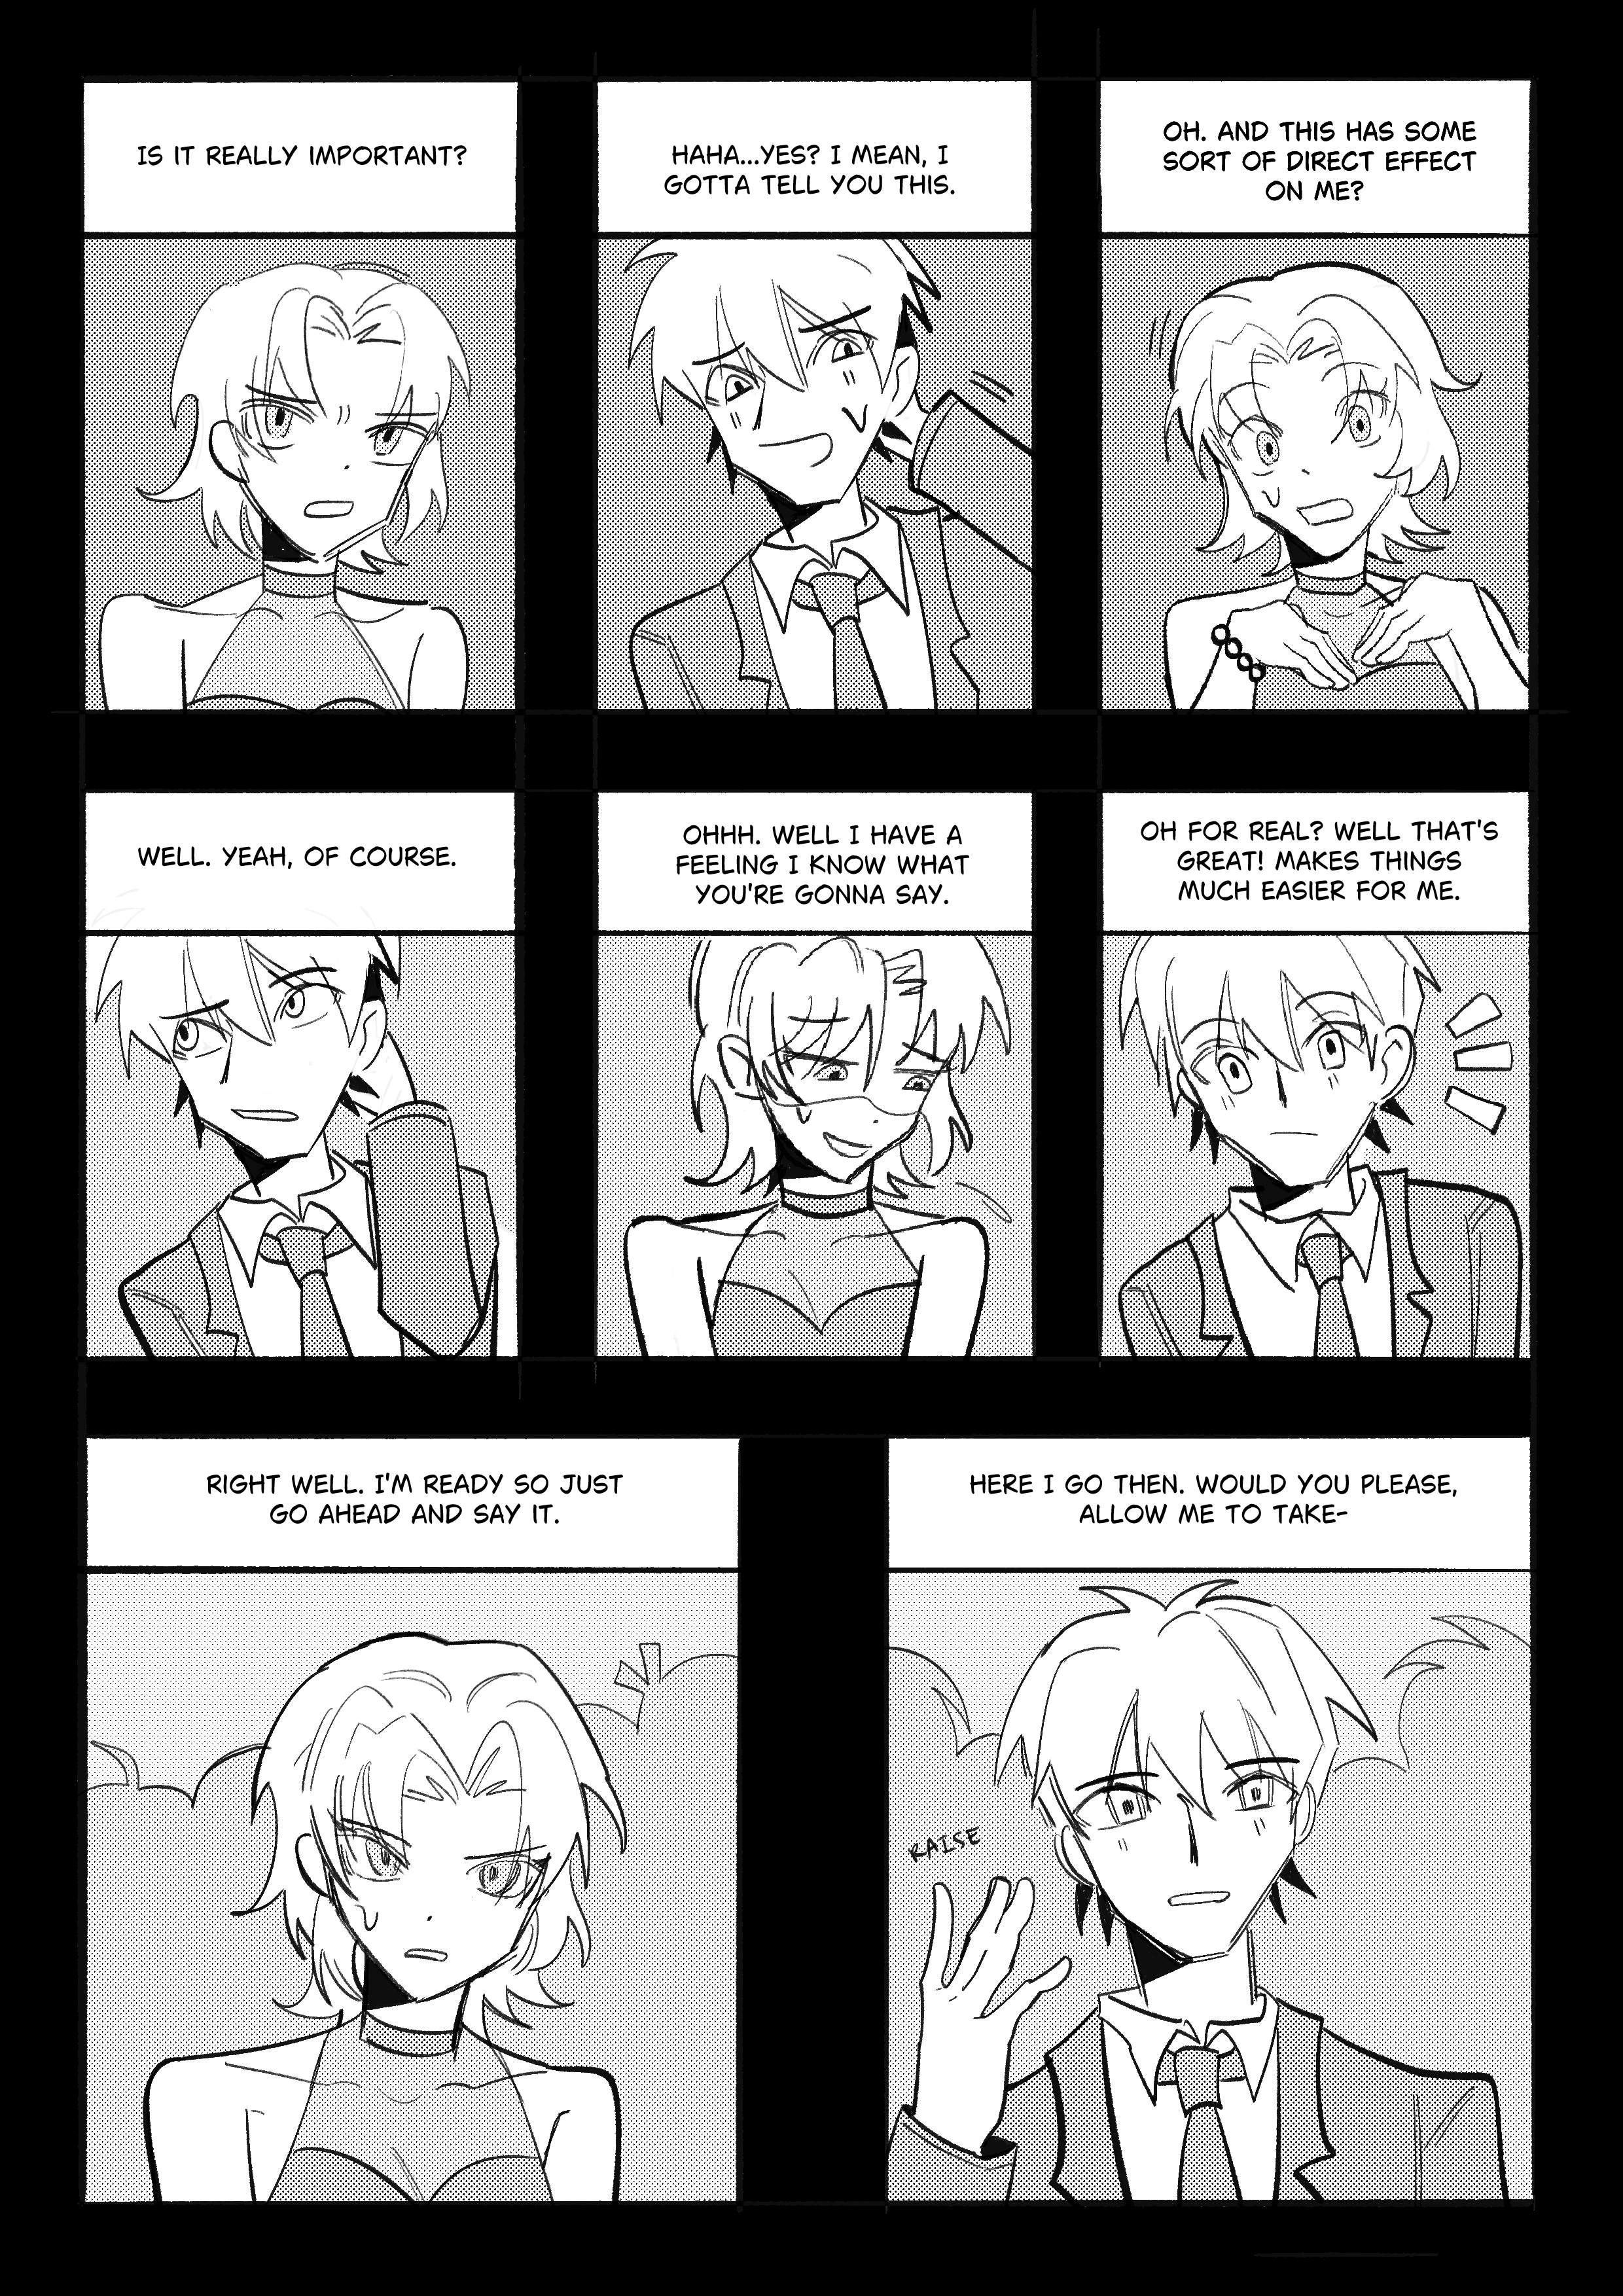 IS IT REALLY IMPORTANT?
HAHA...YES? I MEAN, I
GOTTA TELL YOU THIS.
OH. AND THIS HAS SOME
SORT OF DIRECT EFFECT
ON ME?
WELL. YEAH, OF COURSE.
OHHH. WELL I HAVE A
FEELING I KNOW WHAT
YOU'RE GONNA SAY.
OH FOR REAL? WELL THAT'S
GREAT! MAKES THINGS
MUCH EASIER FOR ME.
RIGHT WELL. I'M READY SO JUST
GO AHEAD AND SAY IT.
HERE I GO THEN. WOULD YOU PLEASE,
ALLOW ME TO TAKE-
RAISE